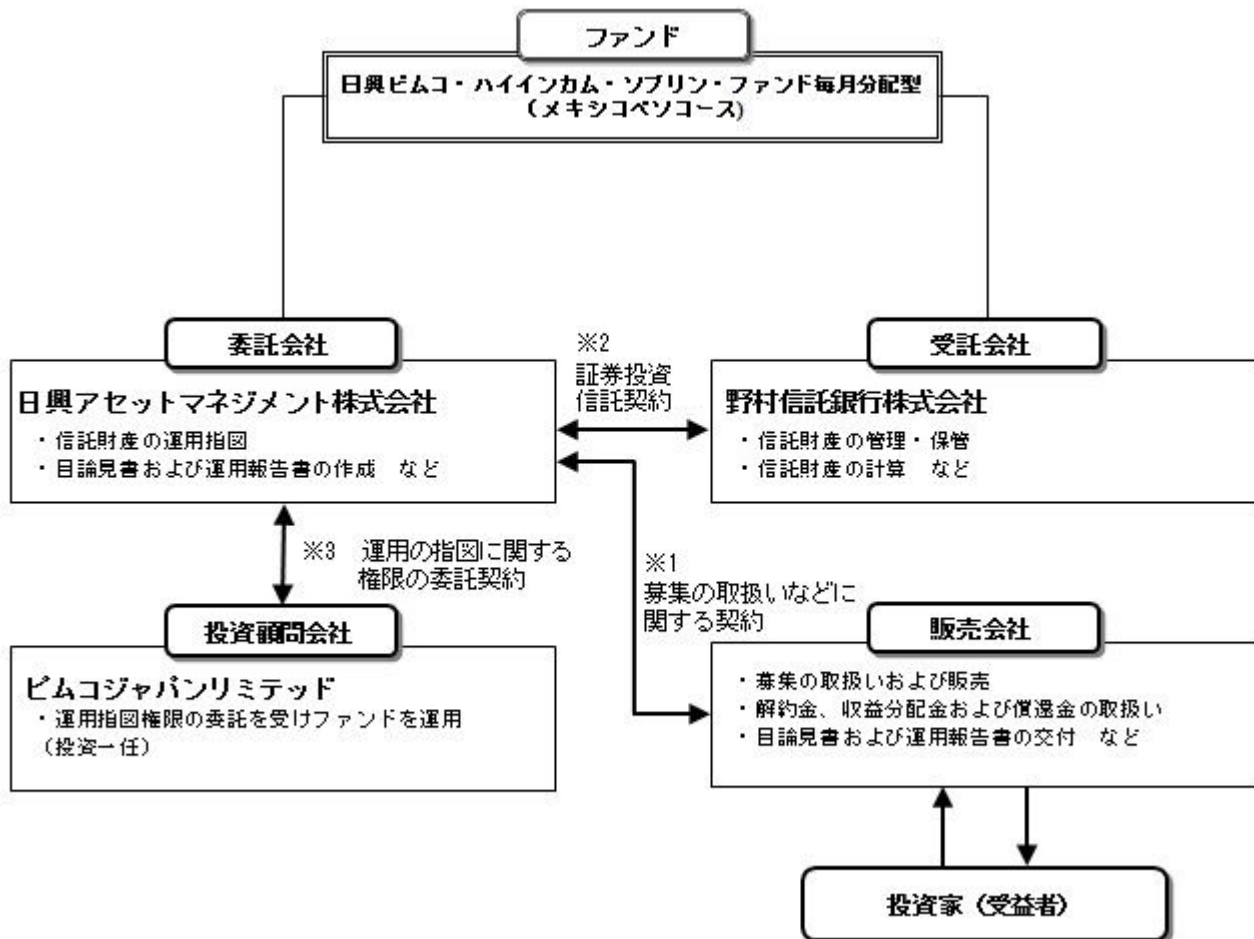 ファンド
日興ピムコ・ハイインカム・ソブリン・ファンド毎月分配型
(メキシコペソコース)
委託会社
日興アセットマネジメント株式会社
・信託財産の運用指図
・目論見書および運用報告書の作成 など
※2
証券投資
信託契約
受託会社
野村信託銀行株式会社
・信託財産の管理・保管
・信託財産の計算 など
※3 運用の指図に関する
権限の委託契約
※1
募集の取扱いなどに
関する契約
投資顧問会社
ピムコジャパンリミテッド
・運用指図権限の委託を受けファンドを運用
(投資一任)
販売会社
・募集の取扱いおよび販売
・解約金、収益分配金および償還金の取扱い
・目論見書および運用報告書の交付 など
投資家(受益者)